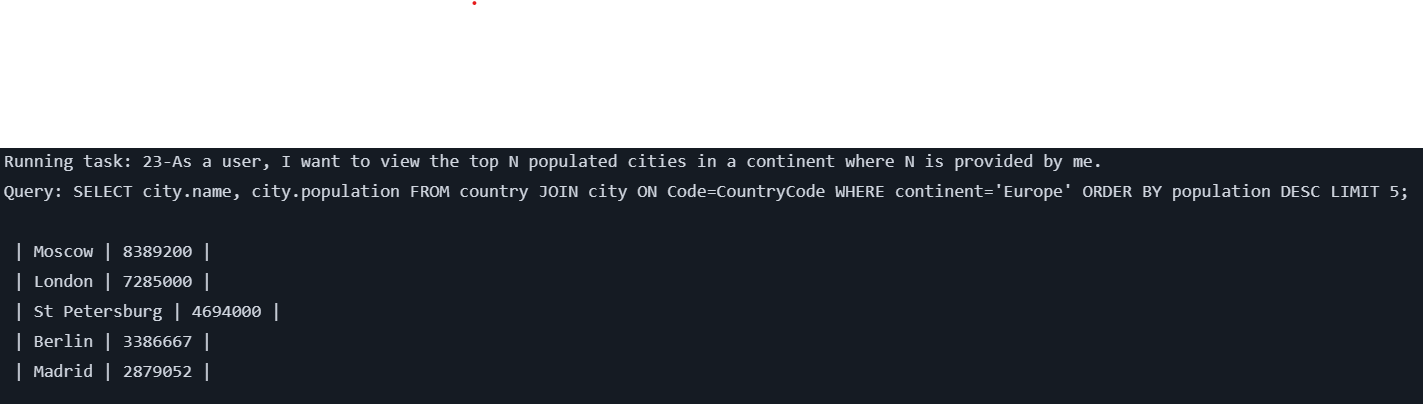 Running task: 23-As a user, I want to view the top N populated cities in a continent where N is provided by me.
Query: SELECT city.name, city.population FROM country JOIN city ON Code=CountryCode WHERE continent='Europe' ORDER BY population DESC LIMIT 5;
| Moscow | 8389200 |
| London | 7285000 |
| St Petersburg | 4694000 |
| Berlin | 3386667 |
| Madrid | 2879052 |